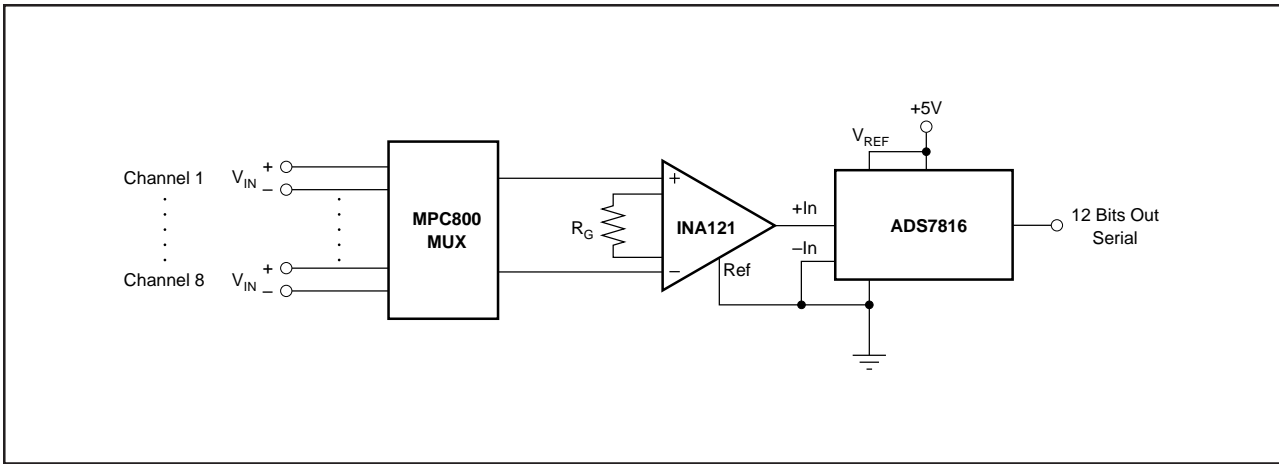 +5V
V_REF
Channel 1
V_IN
+
–
MPC800
MUX
+
R_G
INA121
–
Ref
+In
–In
ADS7816
12 Bits Out
Serial
Channel 8
V_IN
+
–